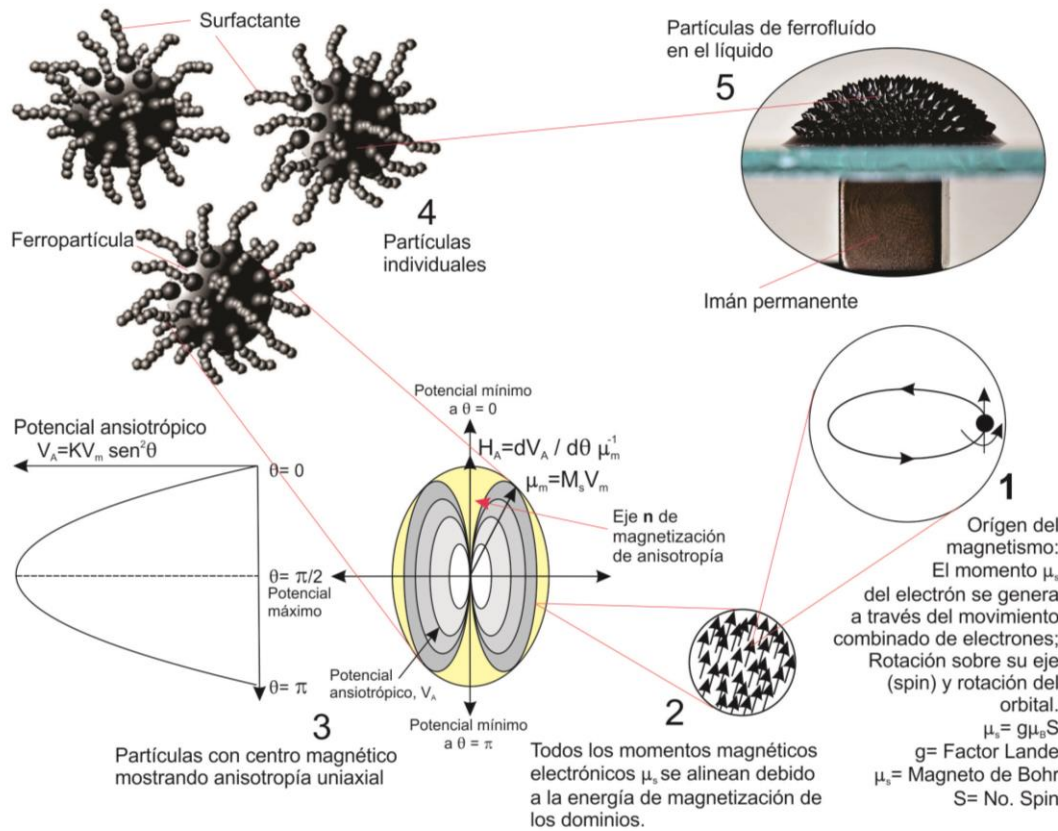 Surfactante
Partículas de ferrofluído
en el líquido
5
4
Partículas
individuales
Ferropartícula
Imán permanente
Potencial mínimo
a θ = 0
Potencial ansiotrópico
V_A=KV_m sen²θ
θ= 0
H_A=dV_A / dθ μ_m^-1
μ_m=M_sV_m
Eje n de
magnetización
de anisotropía
θ= π/2
Potencial
máximo
θ= π
Potencial
ansiotrópico, V_A
3
Potencial mínimo
a θ = π
Partículas con centro magnético
mostrando anisotropía uniaxial
2
Todos los momentos magnéticos
electrónicos μ_s se alinean debido
a la energía de magnetización de
los dominios.
1
Orígen del
magnetismo:
El momento μ_s
del electrón se genera
a través del movimiento
combinado de electrones;
Rotación sobre su eje
(spin) y rotación del
orbital.
μ_s= gμ_BS
g= Factor Lande
μ_s= Magneto de Bohr
S= No. Spin